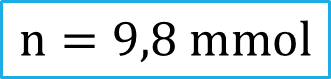 n = 9,8 mmol